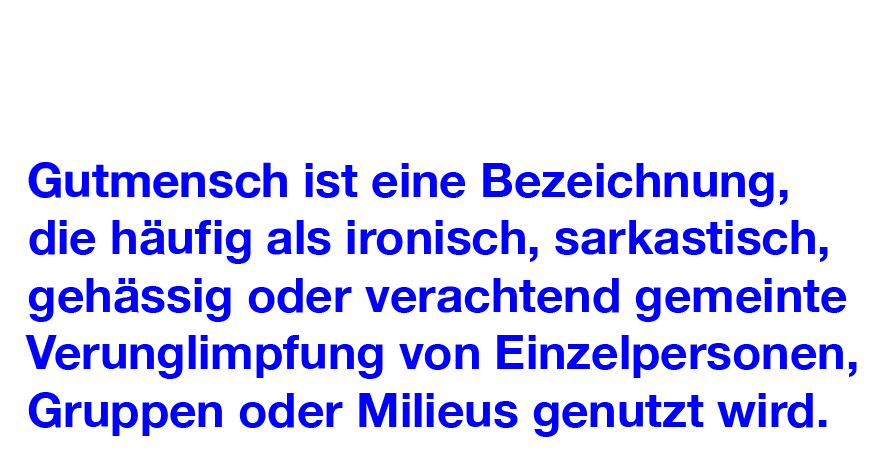 Gutmensch ist eine Bezeichnung,
die häufig als ironisch, sarkastisch,
gehässig oder verachtend gemeinte
Verunglimpfung von Einzelpersonen,
Gruppen oder Milieus genutzt wird.